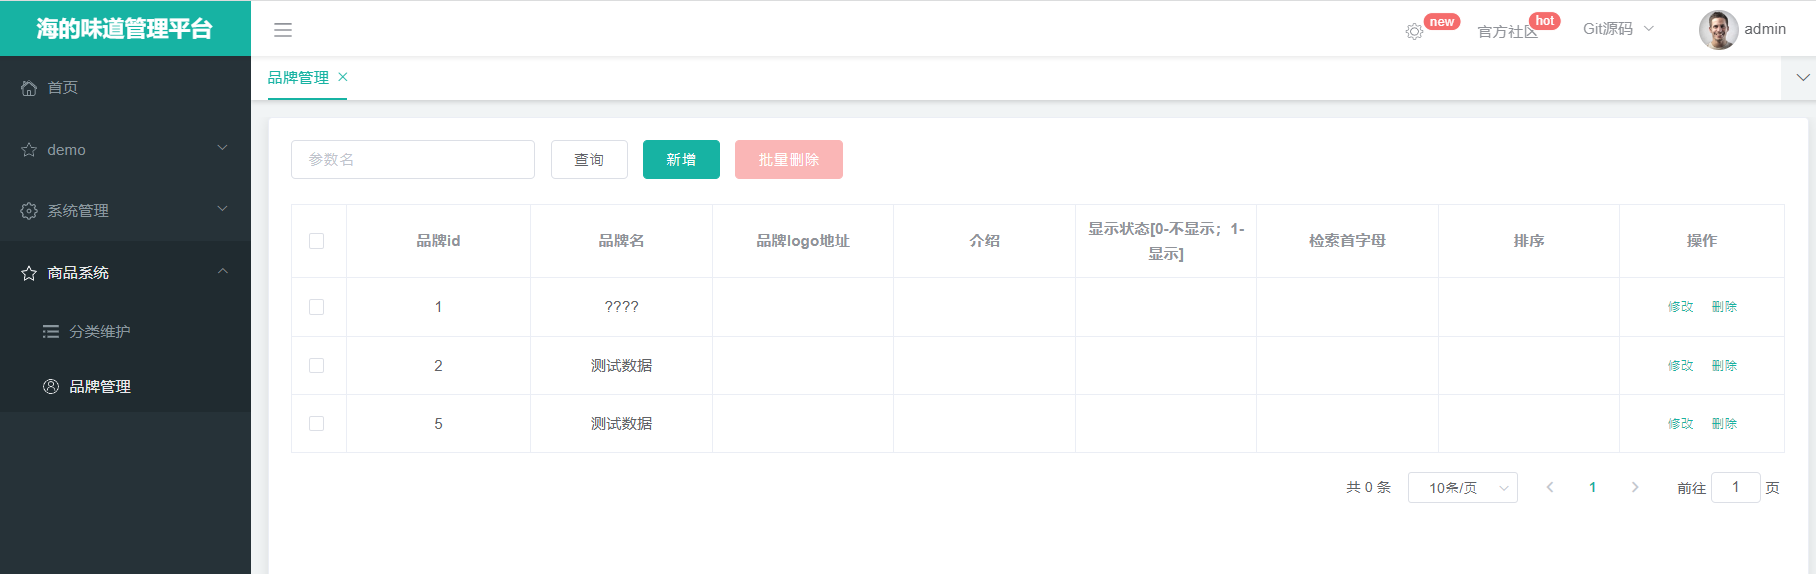 海的味道管理平台
new
官方社区
hot
Git源码
admin
首页
demo
系统管理
商品系统
分类维护
品牌管理
品牌管理
参数名
查询
新增
批量删除
品牌id
品牌名
品牌logo地址
介绍
显示状态[0-不显示；1-
显示]
检索首字母
排序
操作
1
????
修改
删除
2
测试数据
修改
删除
5
测试数据
修改
删除
共 0 条
10条/页
1
前往
1
页